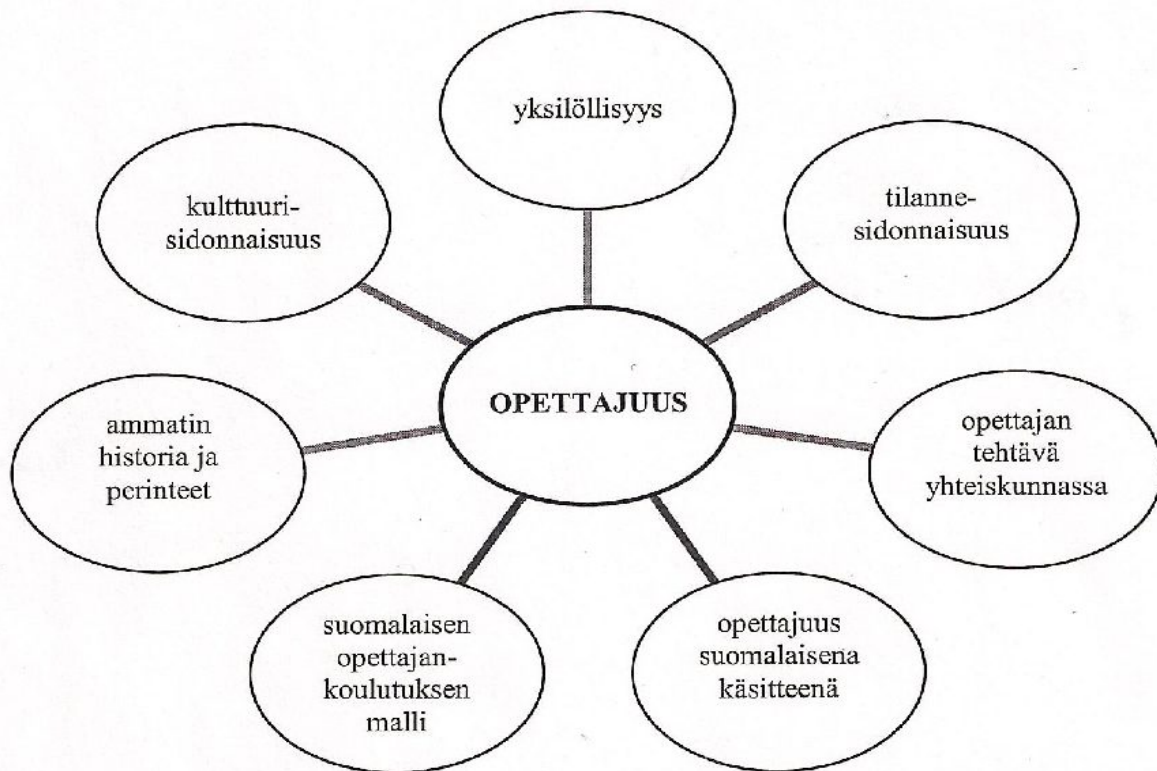 yksilöllisyys
kulttuuri-
sidonnaisuus
tilanne-
sidonnaisuus
OPETTAJUUS
ammatin
historia ja
perinteet
opettajan
tehtävä
yhteiskunnassa
suomalaisen
opettajan-
koulutuksen
malli
opettajuus
suomalaisena
käsitteenä